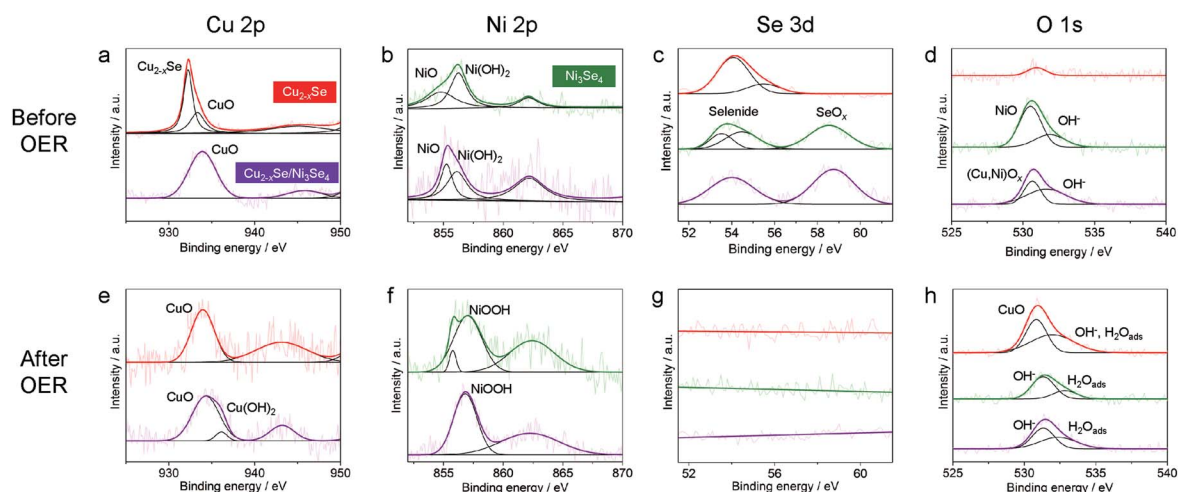 Cu 2p
Ni 2p
Se 3d
O 1s
Before
OER
After
OER
a
Cu₂₋ₓSe
CuO
Cu₂₋ₓSe
CuO
Cu₂₋ₓSe/Ni₃Se₄
Intensity / a.u.
930 940 950
Binding energy / eV
b
NiO
Ni(OH)₂
Ni₃Se₄
NiO
Ni(OH)₂
Intensity / a.u.
855 860 865 870
Binding energy / eV
c
Selenide
SeOₓ
Intensity / a.u.
52 54 56 58 60
Binding energy / eV
d
NiO
OH⁻
(Cu,Ni)Oₓ
OH⁻
Intensity / a.u.
525 530 535 540
Binding energy / eV
e
CuO
CuO
Cu(OH)₂
Intensity / a.u.
930 940 950
Binding energy / eV
f
NiOOH
NiOOH
Intensity / a.u.
855 860 865 870
Binding energy / eV
g
Intensity / a.u.
52 54 56 58 60
Binding energy / eV
h
CuO
OH⁻, H₂Oₐdₛ
OH⁻
H₂Oₐdₛ
OH⁻
H₂Oₐdₛ
Intensity / a.u.
525 530 535 540
Binding energy / eV